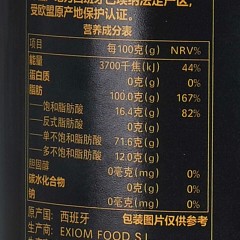 受欧盟原产地保护认证。
营养成分表
项目 每100克(g) NRV%
能量 3700千焦(kJ) 44%
蛋白质 0克(g) 0%
脂肪 100.0克(g) 167%
—饱和脂肪酸 16.4克(g) 82%
—反式脂肪酸 0克(g)
—单不饱和脂肪酸 71.6克(g)
—多不饱和脂肪酸 12.0克(g)
胆固醇 0毫克(mg) 0%
碳水化合物 0克(g) 0%
钠 0毫克(mg) 0%
原产国：西班牙 包装图片仅供参考
生产商：EXIOM FOOD S.L